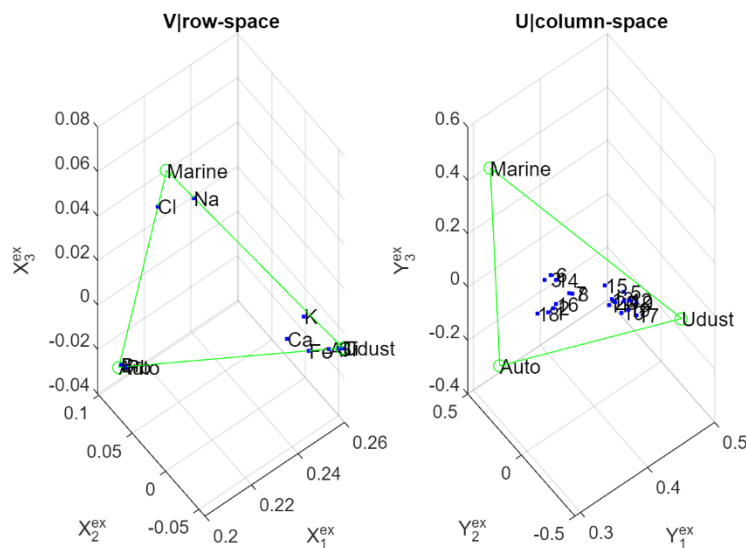 V|row-space
U|column-space
0.08
0.06
0.04
0.02
0
-0.02
-0.04
X₃ᵉˣ
Marine
Na
Cl
K
Ca
Fe
Udust
Auto
0.1
0.05
0
-0.05
X₂ᵉˣ
0.2
0.22
0.24
0.26
X₁ᵉˣ
0.6
0.4
0.2
0
-0.2
-0.4
Y₃ᵉˣ
Marine
6
3
14
7
8
15
5
16
18
17
Udust
Auto
0.5
0
-0.5
Y₂ᵉˣ
0.3
0.4
0.5
Y₁ᵉˣ